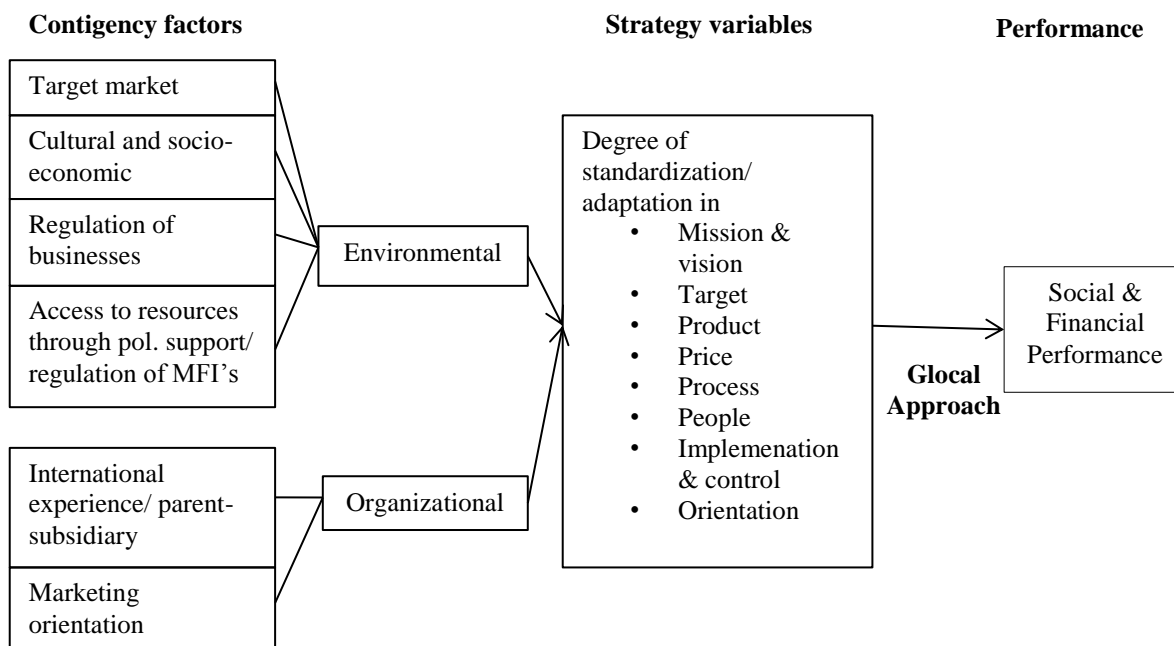 Contigency factors
Strategy variables
Performance
Target market
Cultural and socio-
economic
Regulation of
businesses
Access to resources
through pol. support/
regulation of MFI’s
International
experience/ parent-
subsidiary
Marketing
orientation
Environmental
Organizational
Degree of
standardization/
adaptation in
• Mission &
vision
• Target
• Product
• Price
• Process
• People
• Implemenation
& control
• Orientation
Glocal
Approach
Social &
Financial
Performance